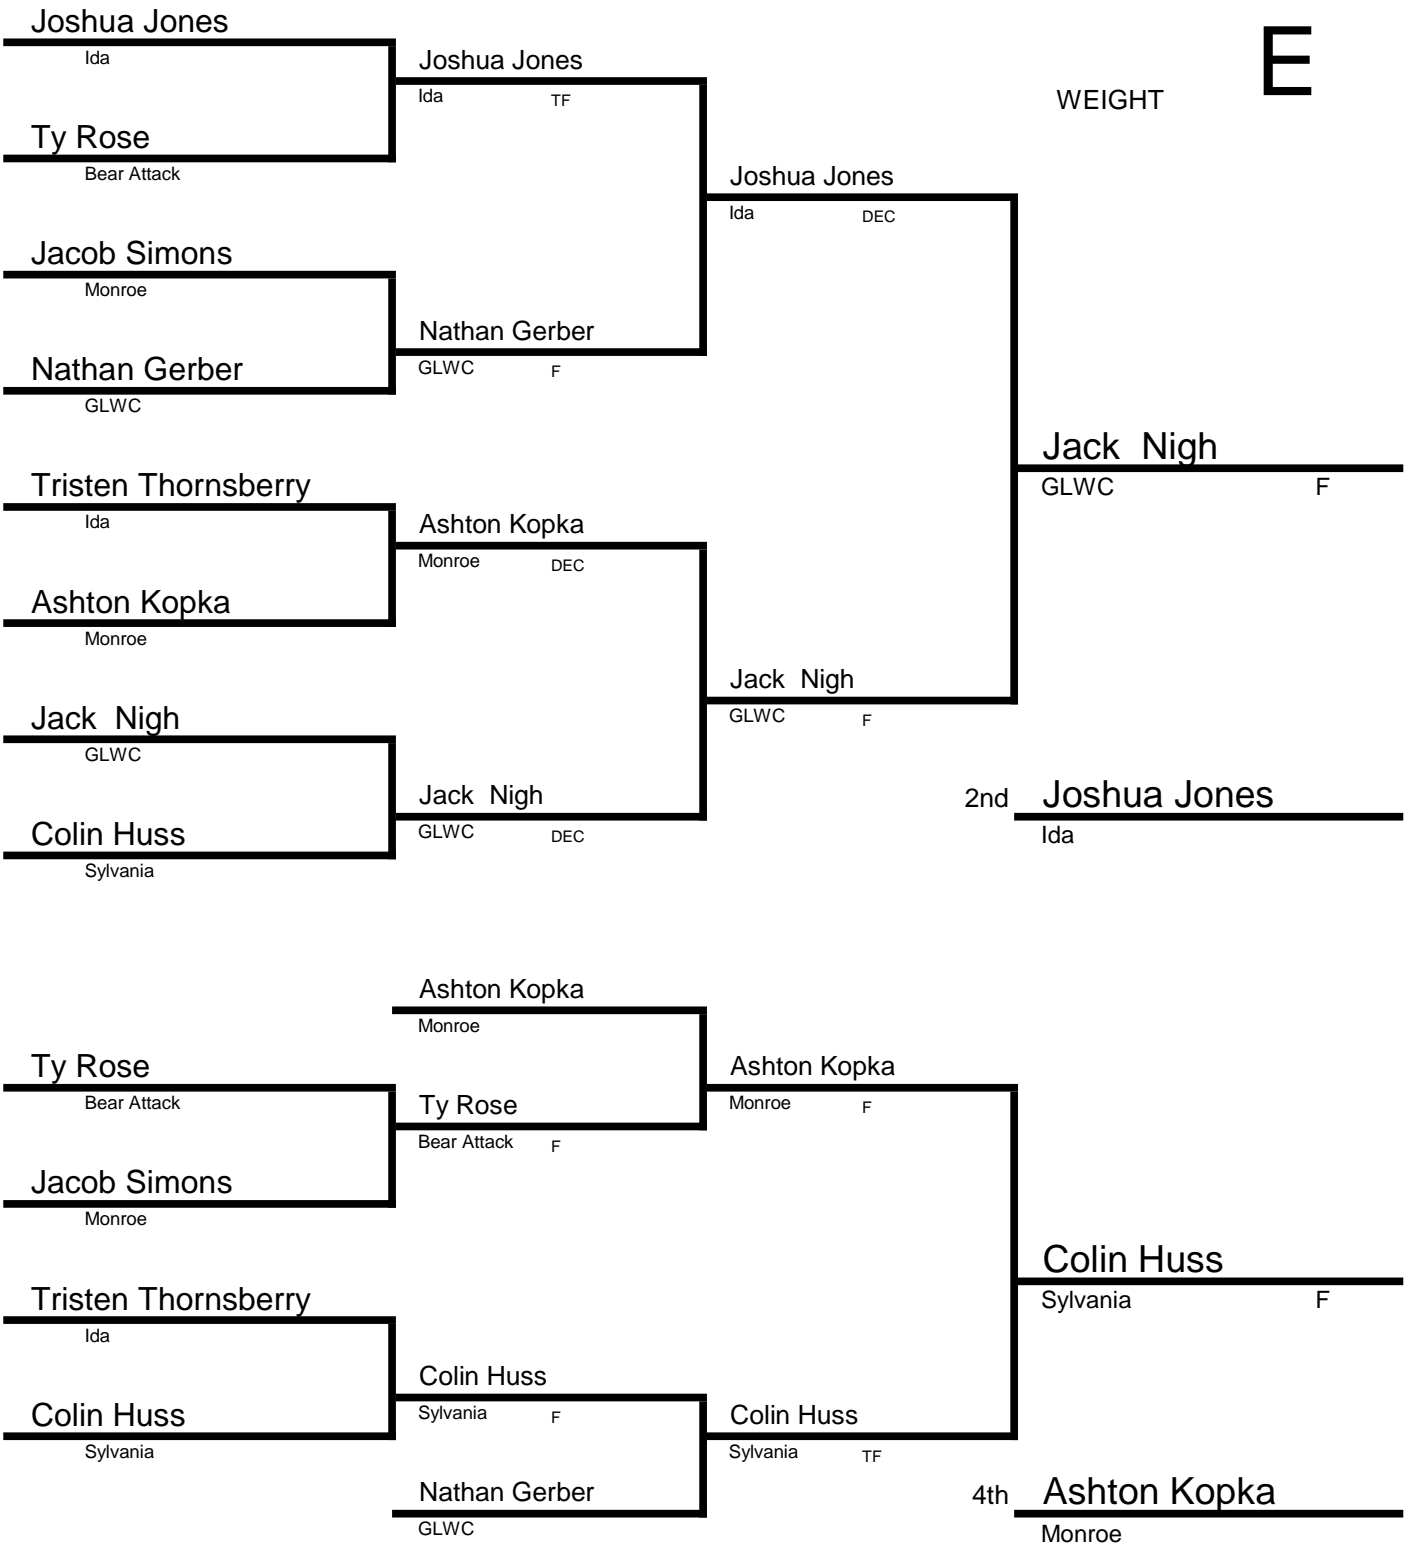 Joshua Jones
Ida
Ty Rose
Bear Attack
Jacob Simons
Monroe
Nathan Gerber
GLWC
Tristen Thornsberry
Ida
Ashton Kopka
Monroe
Jack  Nigh
GLWC
Colin Huss
Sylvania
Joshua Jones
Ida TF
Nathan Gerber
GLWC F
Ashton Kopka
Monroe DEC
Jack  Nigh
GLWC DEC
Joshua Jones
Ida DEC
Jack  Nigh
GLWC F
E
WEIGHT
Jack  Nigh
GLWC F
2nd Joshua Jones
Ida
Ty Rose
Bear Attack
Jacob Simons
Monroe
Tristen Thornsberry
Ida
Colin Huss
Sylvania
Ashton Kopka
Monroe
Ty Rose
Bear Attack F
Colin Huss
Sylvania F
Nathan Gerber
GLWC
Ashton Kopka
Monroe F
Colin Huss
Sylvania TF
Colin Huss
Sylvania F
4th Ashton Kopka
Monroe